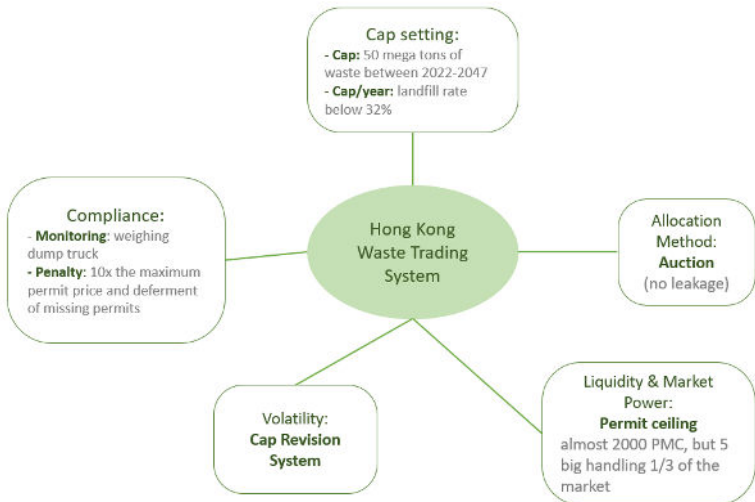 Cap setting:
- Cap: 50 mega tons of
waste between 2022-2047
- Cap/year: landfill rate
below 32%
Compliance:
- Monitoring: weighing
dump truck
- Penalty: 10x the maximum
permit price and deferment
of missing permits
Hong Kong
Waste Trading
System
Allocation
Method:
Auction
(no leakage)
Volatility:
Cap Revision
System
Liquidity & Market
Power:
Permit ceiling
almost 2000 PMC, but 5
big handling 1/3 of the
market